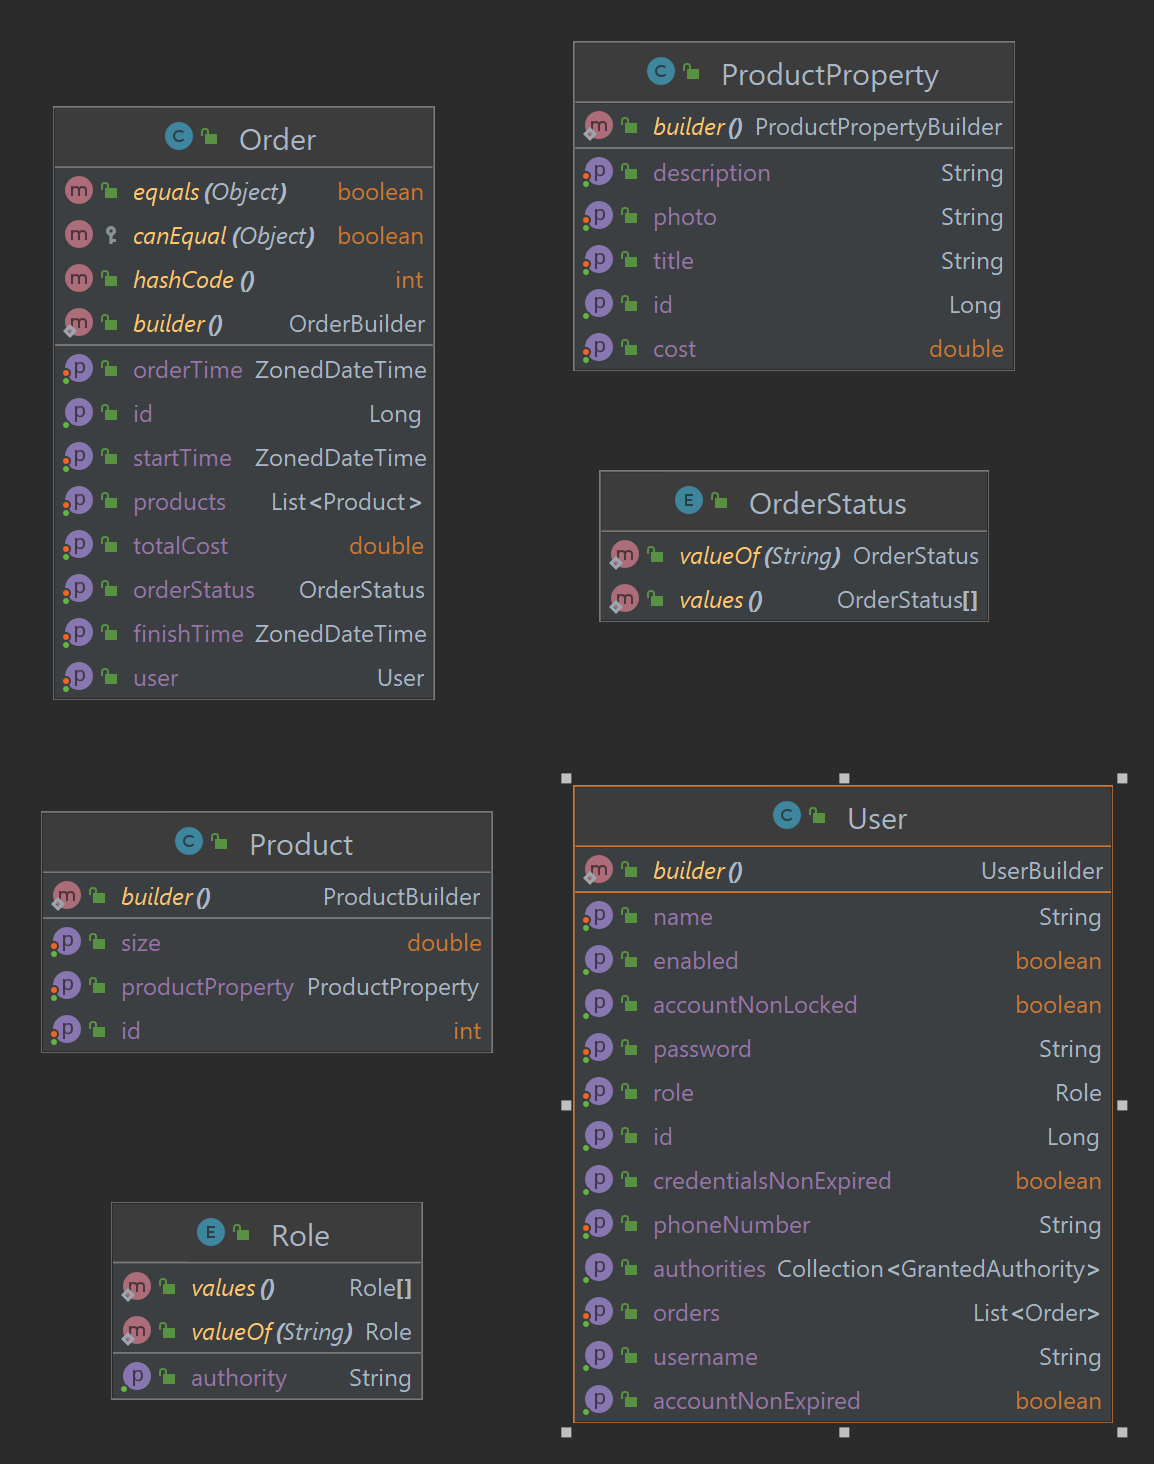 Order
equals(Object) boolean
canEqual(Object) boolean
hashCode() int
builder() OrderBuilder
orderTime ZonedDateTime
id Long
startTime ZonedDateTime
products List<Product>
totalCost double
orderStatus OrderStatus
finishTime ZonedDateTime
user User
ProductProperty
builder() ProductPropertyBuilder
description String
photo String
title String
id Long
cost double
OrderStatus
valueOf(String) OrderStatus
values() OrderStatus[]
Product
builder() ProductBuilder
size double
productProperty ProductProperty
id int
User
builder() UserBuilder
name String
enabled boolean
accountNonLocked boolean
password String
role Role
id Long
credentialsNonExpired boolean
phoneNumber String
authorities Collection<GrantedAuthority>
orders List<Order>
username String
accountNonExpired boolean
Role
values() Role[]
valueOf(String) Role
authority String